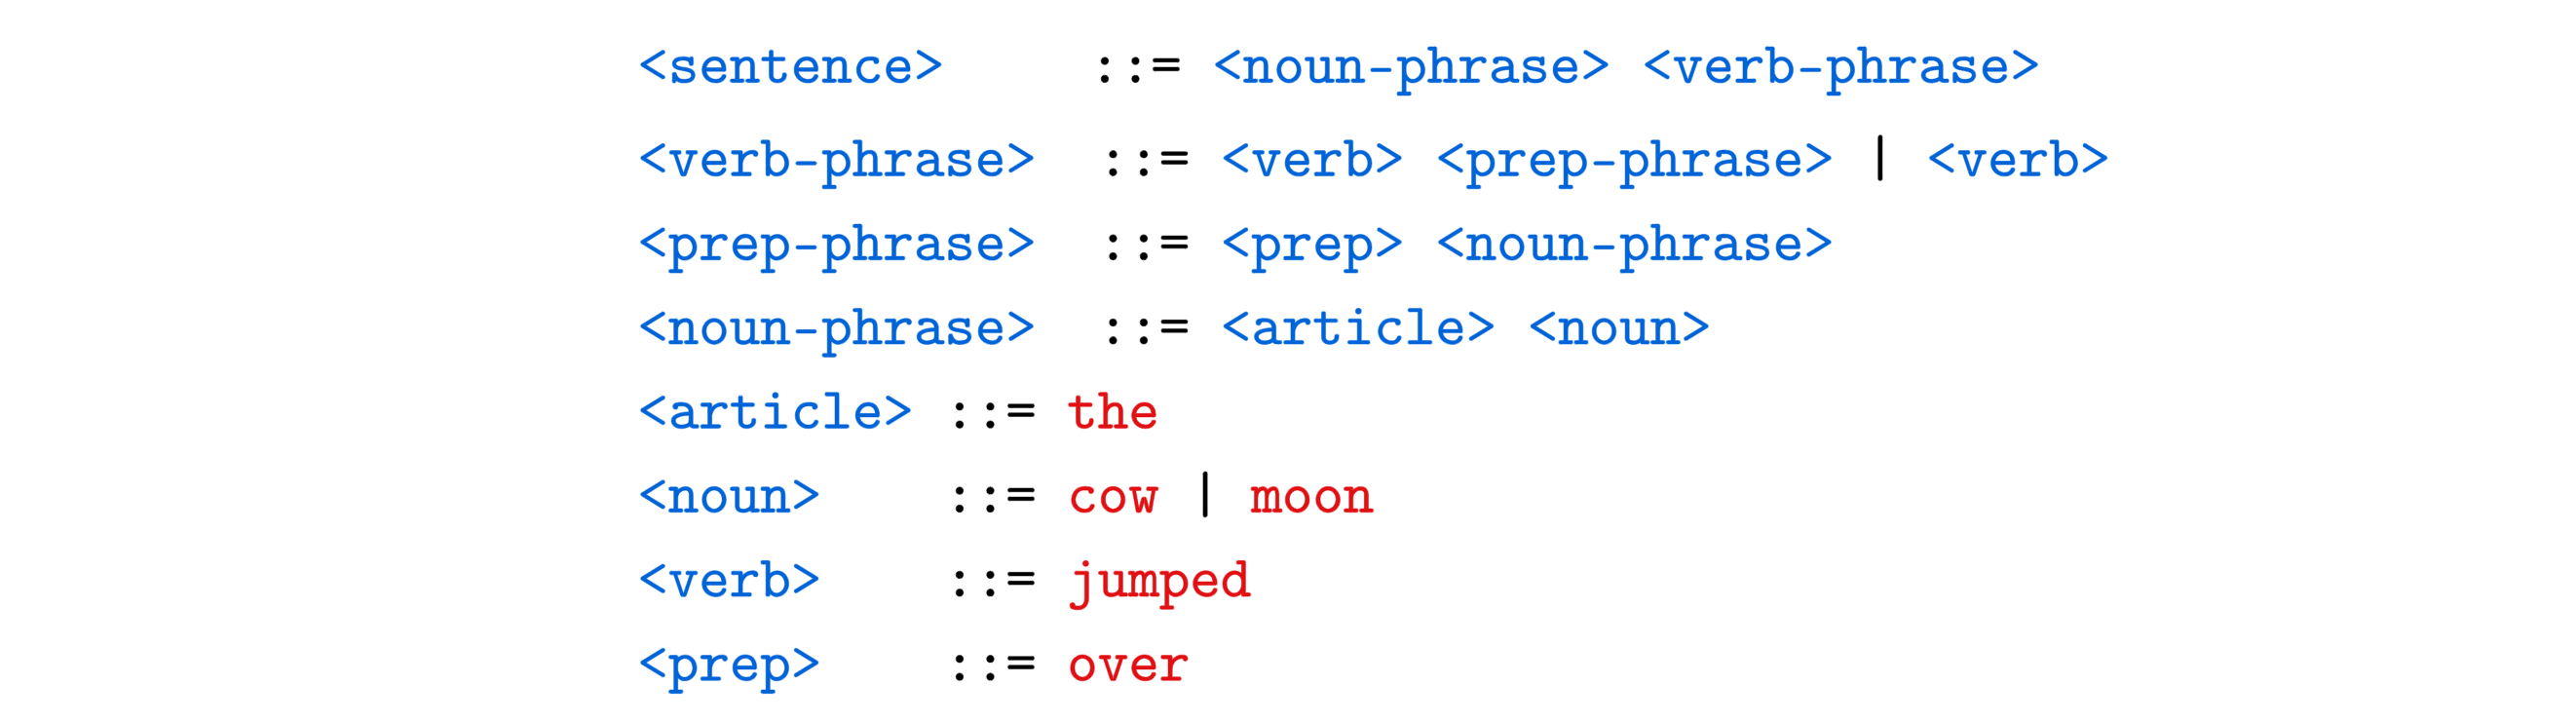 <sentence> ::= <noun-phrase> <verb-phrase>
<verb-phrase> ::= <verb> <prep-phrase> | <verb>
<prep-phrase> ::= <prep> <noun-phrase>
<noun-phrase> ::= <article> <noun>
<article> ::= the
<noun> ::= cow | moon
<verb> ::= jumped
<prep> ::= over